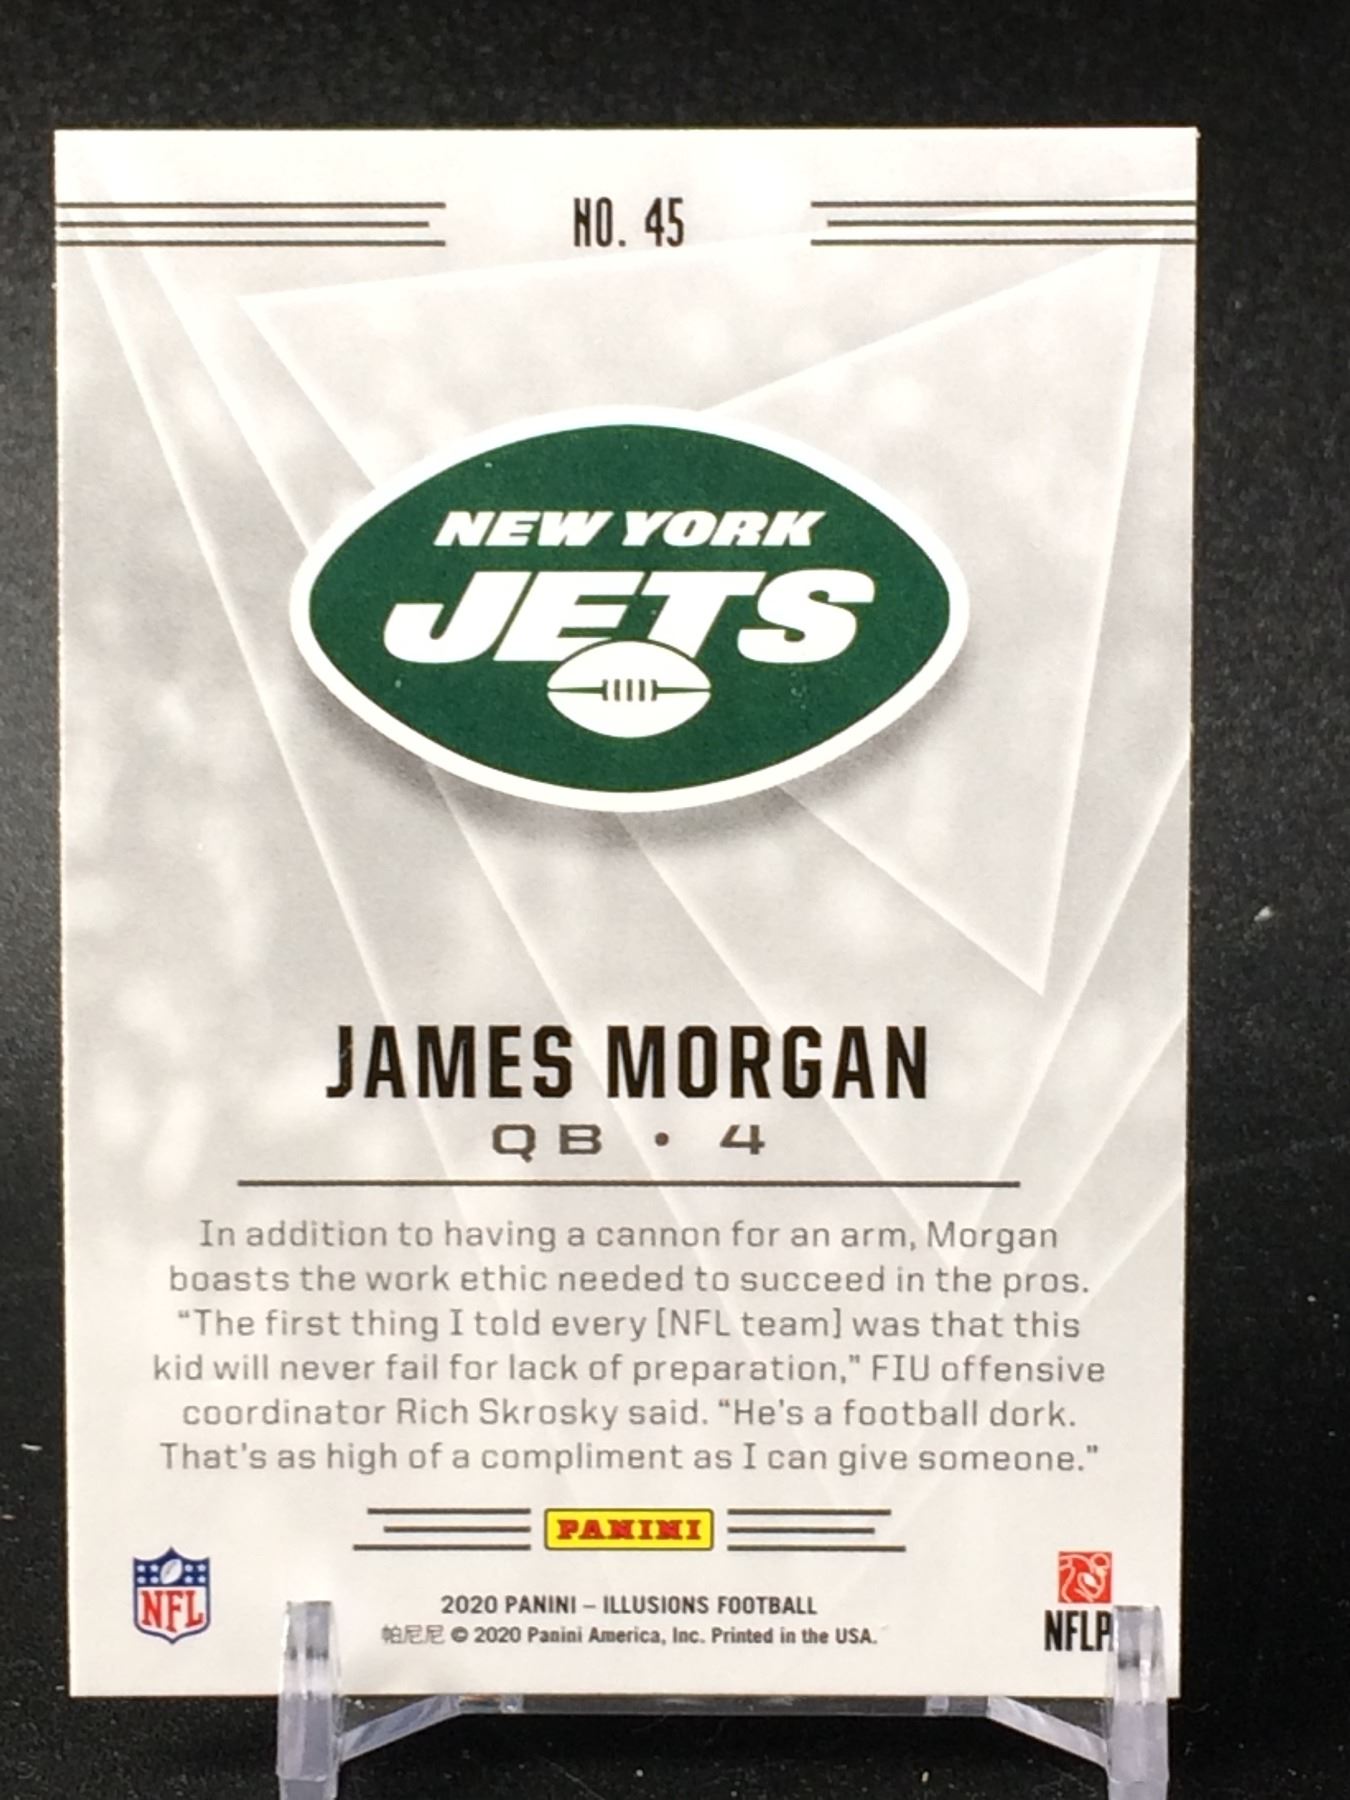 NO. 45
NEW YORK
JETS
JAMES MORGAN
QB • 4
In addition to having a cannon for an arm, Morgan
boasts the work ethic needed to succeed in the pros.
“The first thing I told every [NFL team] was that this
kid will never fail for lack of preparation,” FIU offensive
coordinator Rich Skrosky said. “He's a football dork.
That's as high of a compliment as I can give someone.”
PANINI
NFL
2020 PANINI – ILLUSIONS FOOTBALL
帕尼尼 © 2020 Panini America, Inc. Printed in the USA.
NFLP